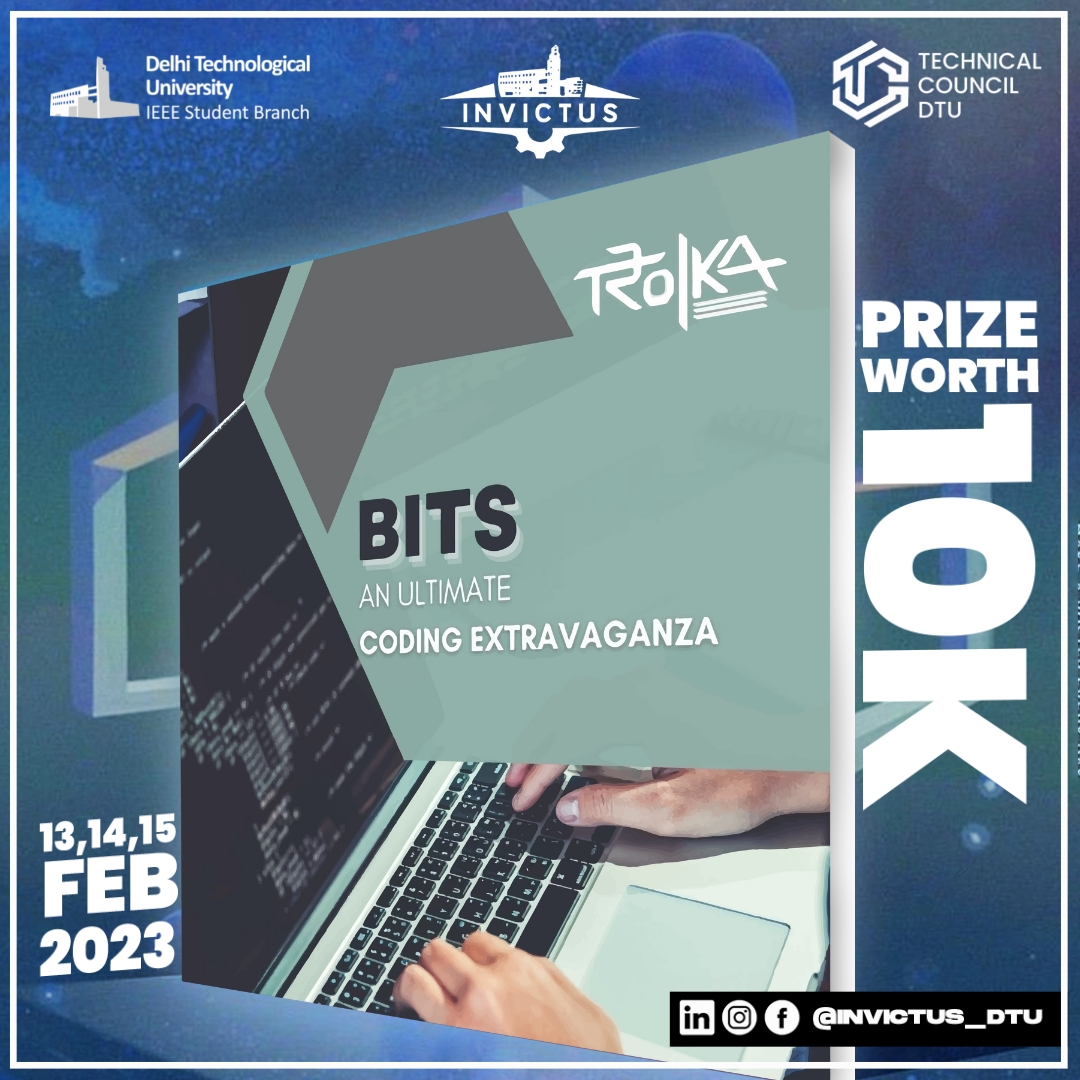 Delhi Technological
University
IEEE Student Branch
INVICTUS
TECHNICAL
COUNCIL
DTU
TROIKA
PRIZE
WORTH
10K
BITS
AN ULTIMATE
CODING EXTRAVAGANZA
13,14,15
FEB
2023
@INVICTUS_DTU